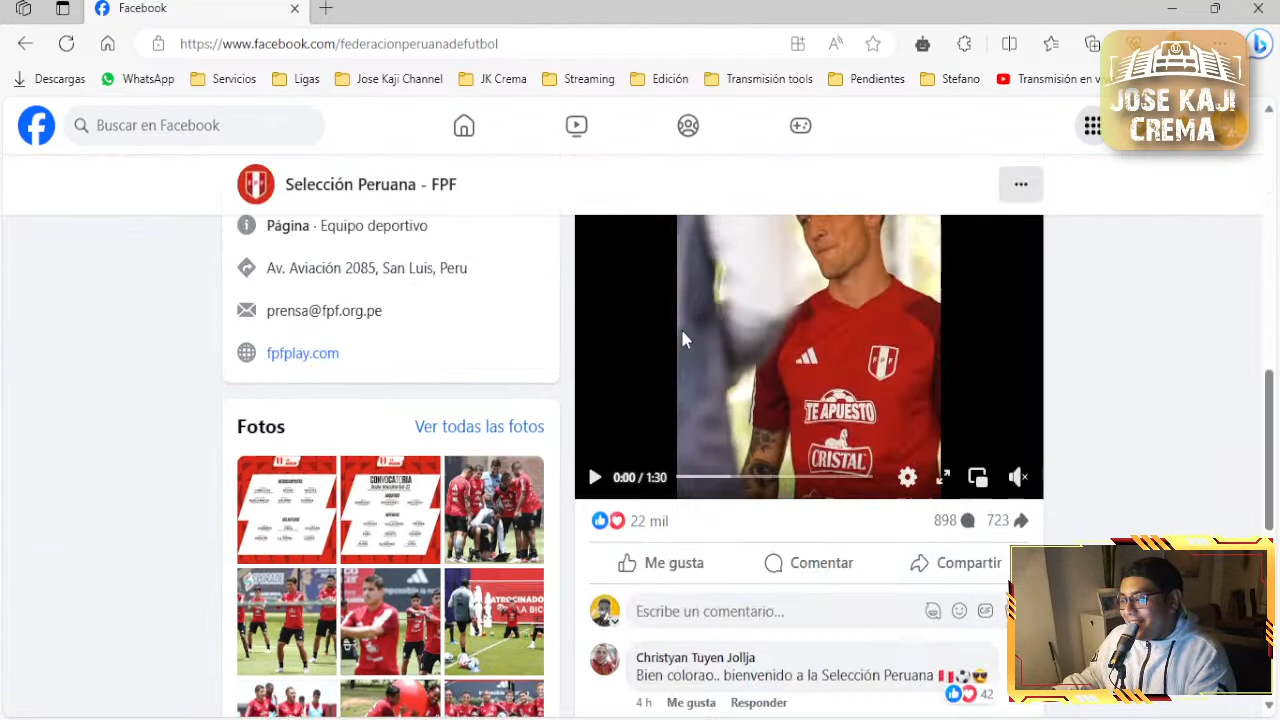 Facebook
https://www.facebook.com/federacionperuanadefutbol
Descargas
WhatsApp
Servicios
Ligas
Jose Kaji Channel
JK Crema
Streaming
Edición
Transmisión tools
Pendientes
Stefano
Transmisión en v
JOSE KAJI
CREMA
Buscar en Facebook
Selección Peruana - FPF
Página · Equipo deportivo
Av. Aviación 2085, San Luis, Peru
prensa@fpf.org.pe
fpfplay.com
Fotos
Ver todas las fotos
CONVOCATORIA
FPF
TE APUESTO
CRISTAL
0:00 / 1:30
22 mil
898
723
Me gusta
Comentar
Compartir
Escribe un comentario...
GIF
Christyan Tuyen Jollja
Bien colorao.. bienvenido a la Selección Peruana 🇵🇪⚽😎
42
4 h
Me gusta
Responder